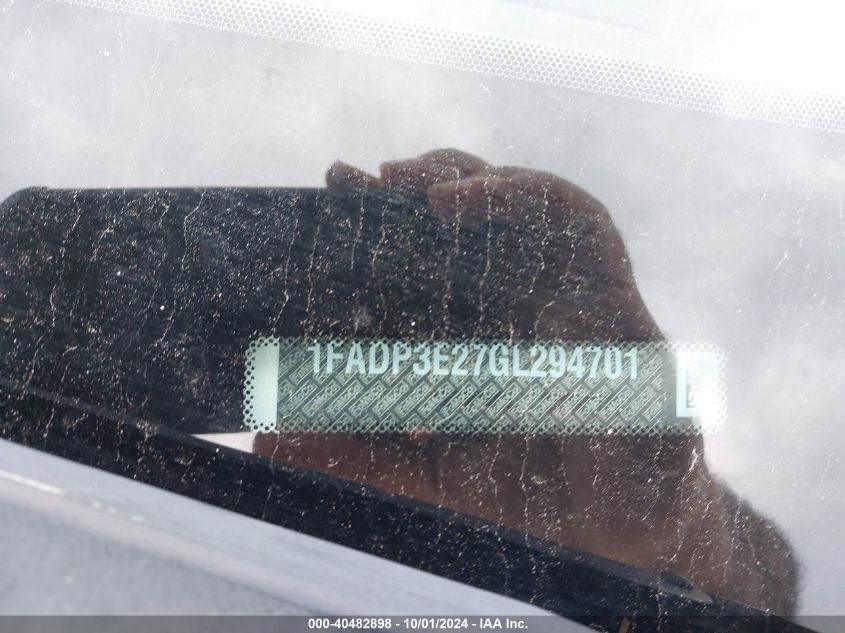 1FADP3E27GL294701
000-40482898 - 10/01/2024 - IAA Inc.